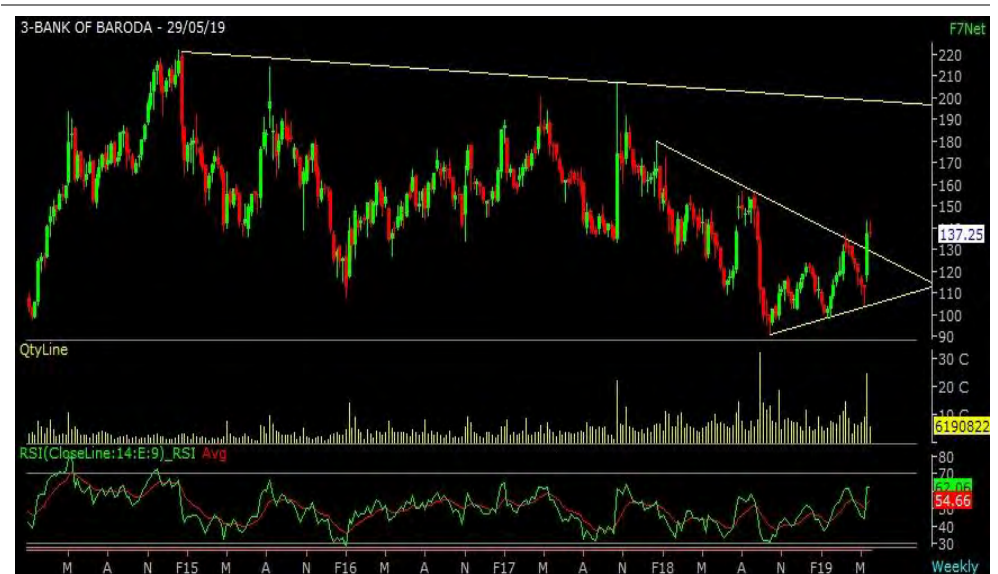 3-BANK OF BARODA - 29/05/19
F7Net
220
210
200
190
180
170
160
150
137.25
130
120
110
100
90
QtyLine
30 C
20 C
10 C
6190822
RSI(CloseLine:14:E:9)_RSI Avg
80
70
62.06
54.66
50
40
30
M A N F15 M A N F16 M A N F17 M A N F18 M A N F19 M
Weekly